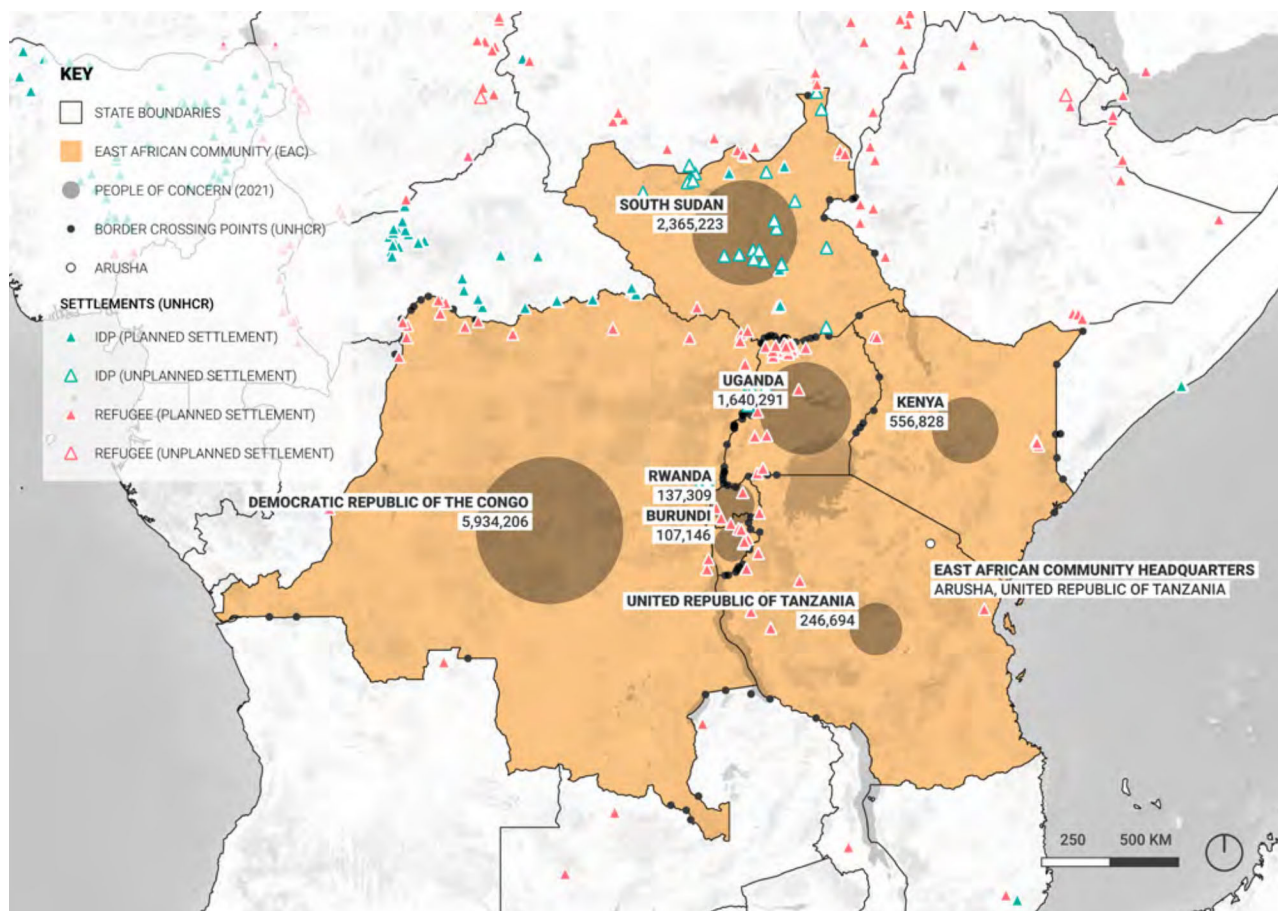 KEY
STATE BOUNDARIES
EAST AFRICAN COMMUNITY (EAC)
PEOPLE OF CONCERN (2021)
BORDER CROSSING POINTS (UNHCR)
ARUSHA
SETTLEMENTS (UNHCR)
IDP (PLANNED SETTLEMENT)
IDP (UNPLANNED SETTLEMENT)
REFUGEE (PLANNED SETTLEMENT)
REFUGEE (UNPLANNED SETTLEMENT)
SOUTH SUDAN
2,365,223
UGANDA
1,640,291
KENYA
556,828
RWANDA
137,309
DEMOCRATIC REPUBLIC OF THE CONGO
5,934,206
BURUNDI
107,146
EAST AFRICAN COMMUNITY HEADQUARTERS
ARUSHA, UNITED REPUBLIC OF TANZANIA
UNITED REPUBLIC OF TANZANIA
246,694
250 500 KM